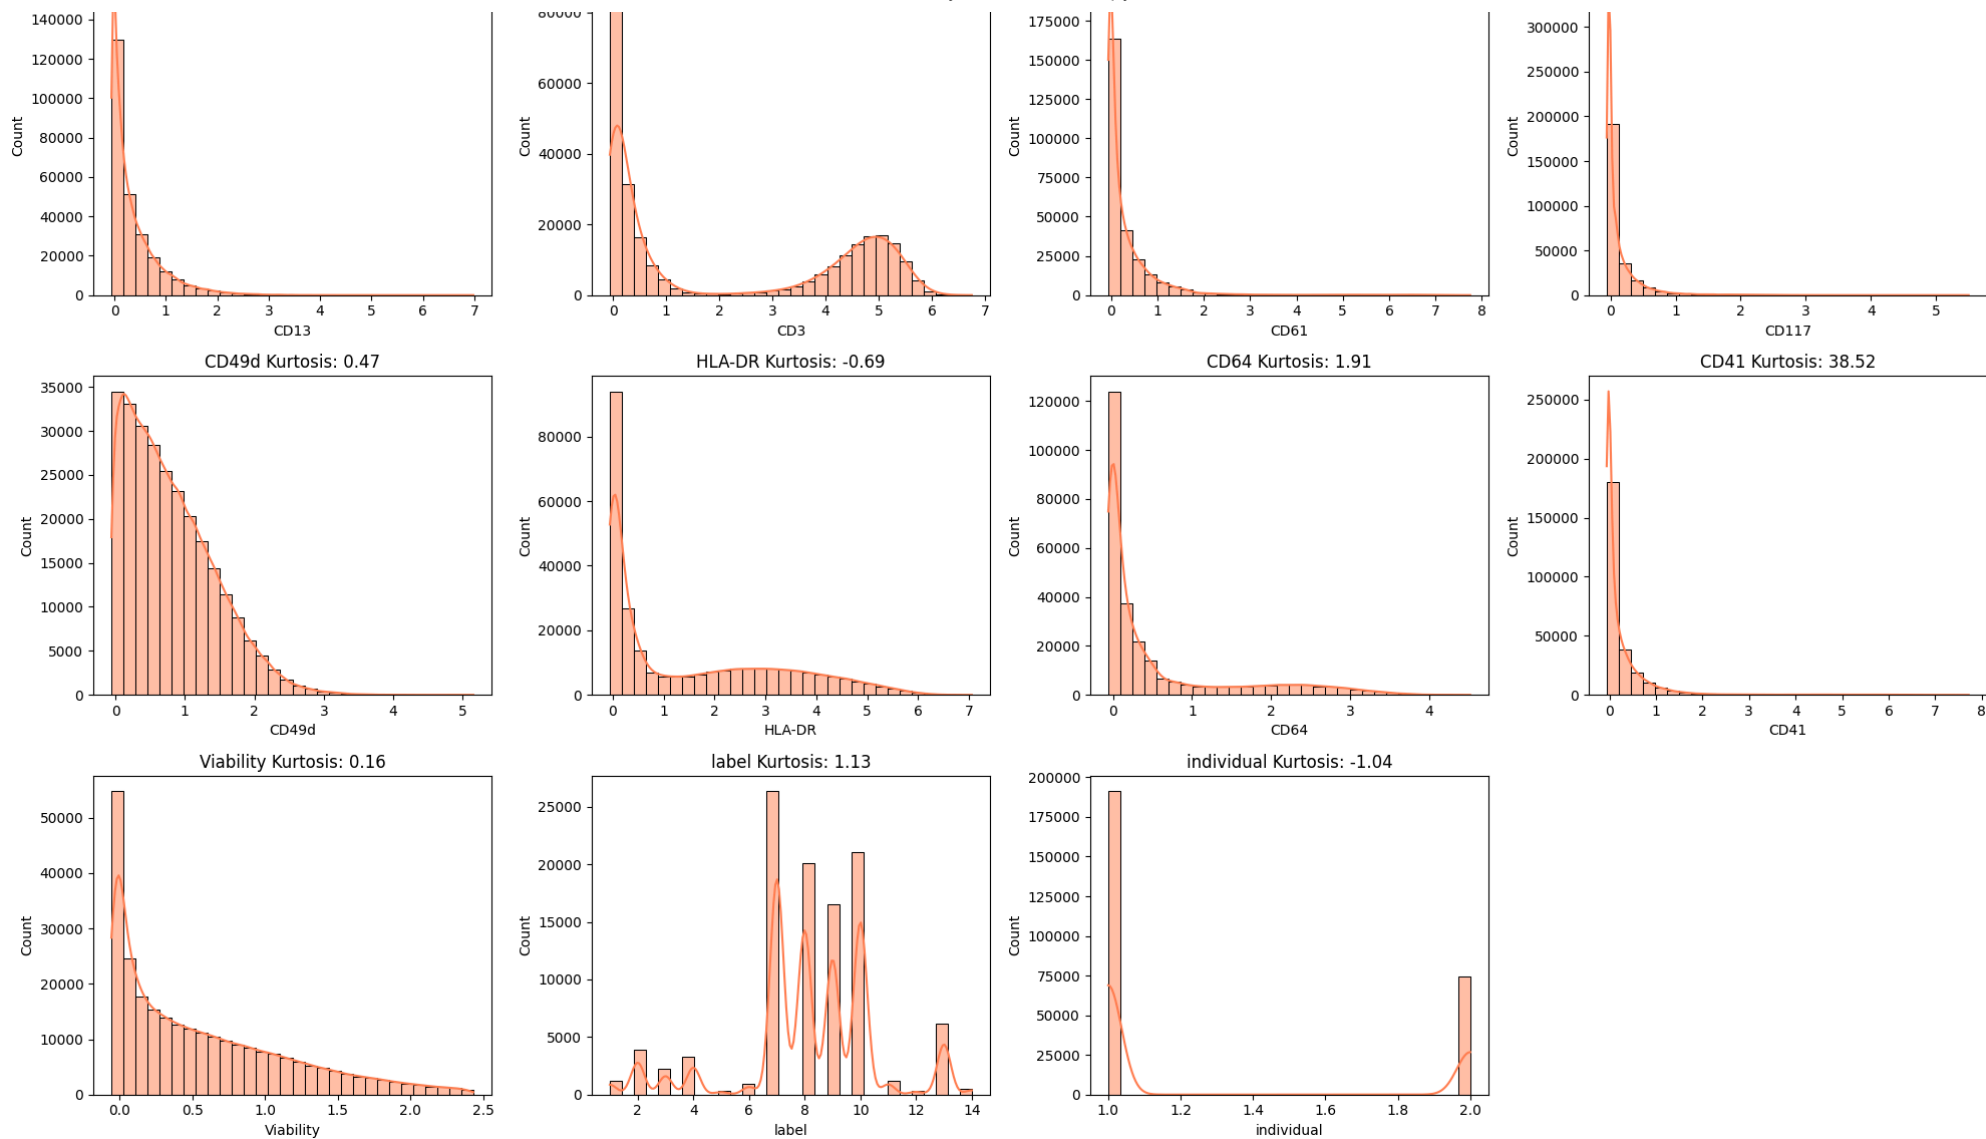 140000
120000
100000
80000
60000
40000
20000
0
Count
0 1 2 3 4 5 6 7
CD13
80000
60000
40000
20000
0
Count
0 1 2 3 4 5 6 7
CD3
175000
150000
125000
100000
75000
50000
25000
0
Count
0 1 2 3 4 5 6 7 8
CD61
300000
250000
200000
150000
100000
50000
0
Count
0 1 2 3 4 5
CD117
CD49d Kurtosis: 0.47
35000
30000
25000
20000
15000
10000
5000
0
Count
0 1 2 3 4 5
CD49d
HLA-DR Kurtosis: -0.69
80000
60000
40000
20000
0
Count
0 1 2 3 4 5 6 7
HLA-DR
CD64 Kurtosis: 1.91
120000
100000
80000
60000
40000
20000
0
Count
0 1 2 3 4
CD64
CD41 Kurtosis: 38.52
250000
200000
150000
100000
50000
0
Count
0 1 2 3 4 5 6 7 8
CD41
Viability Kurtosis: 0.16
50000
40000
30000
20000
10000
0
Count
0.0 0.5 1.0 1.5 2.0 2.5
Viability
label Kurtosis: 1.13
25000
20000
15000
10000
5000
0
Count
2 4 6 8 10 12 14
label
individual Kurtosis: -1.04
200000
175000
150000
125000
100000
75000
50000
25000
0
Count
1.0 1.2 1.4 1.6 1.8 2.0
individual